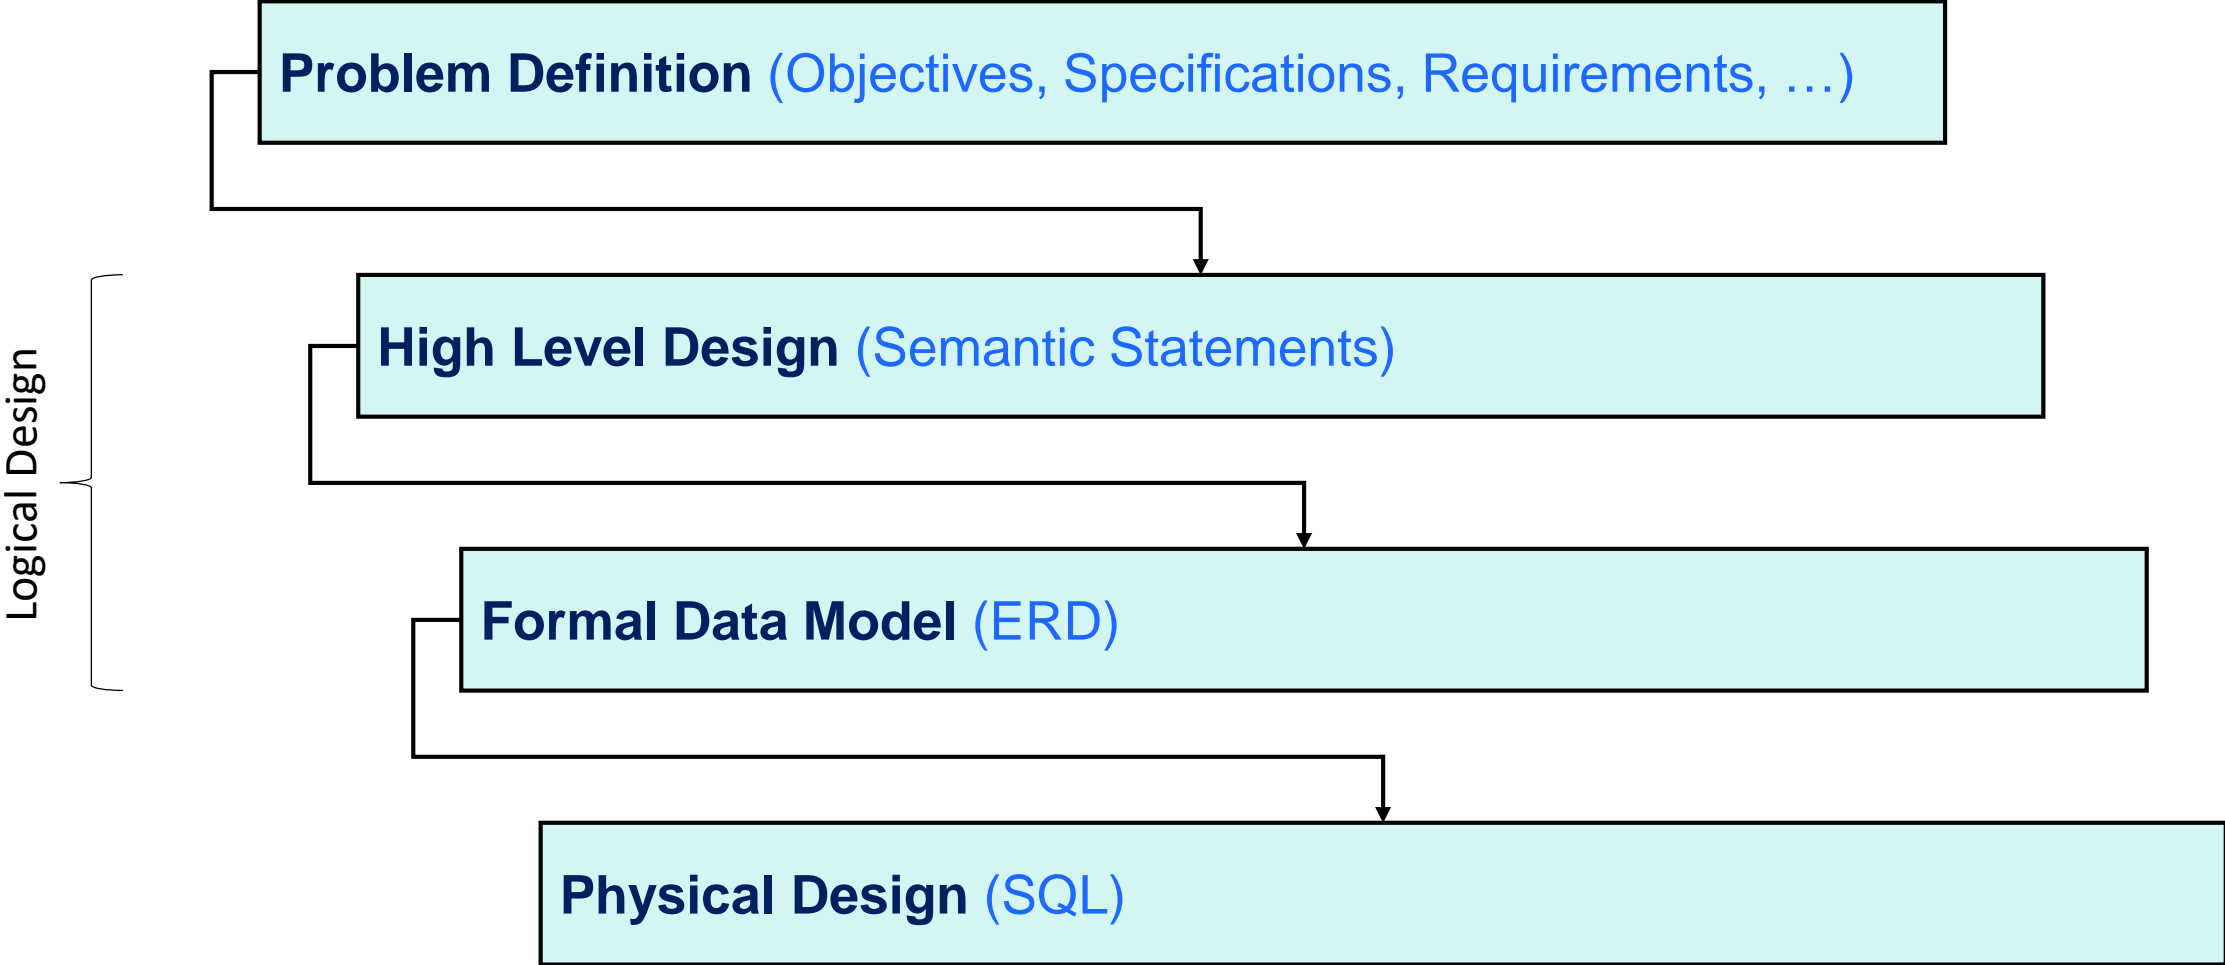 Problem Definition (Objectives, Specifications, Requirements, …)
Logical Design
High Level Design (Semantic Statements)
Formal Data Model (ERD)
Physical Design (SQL)